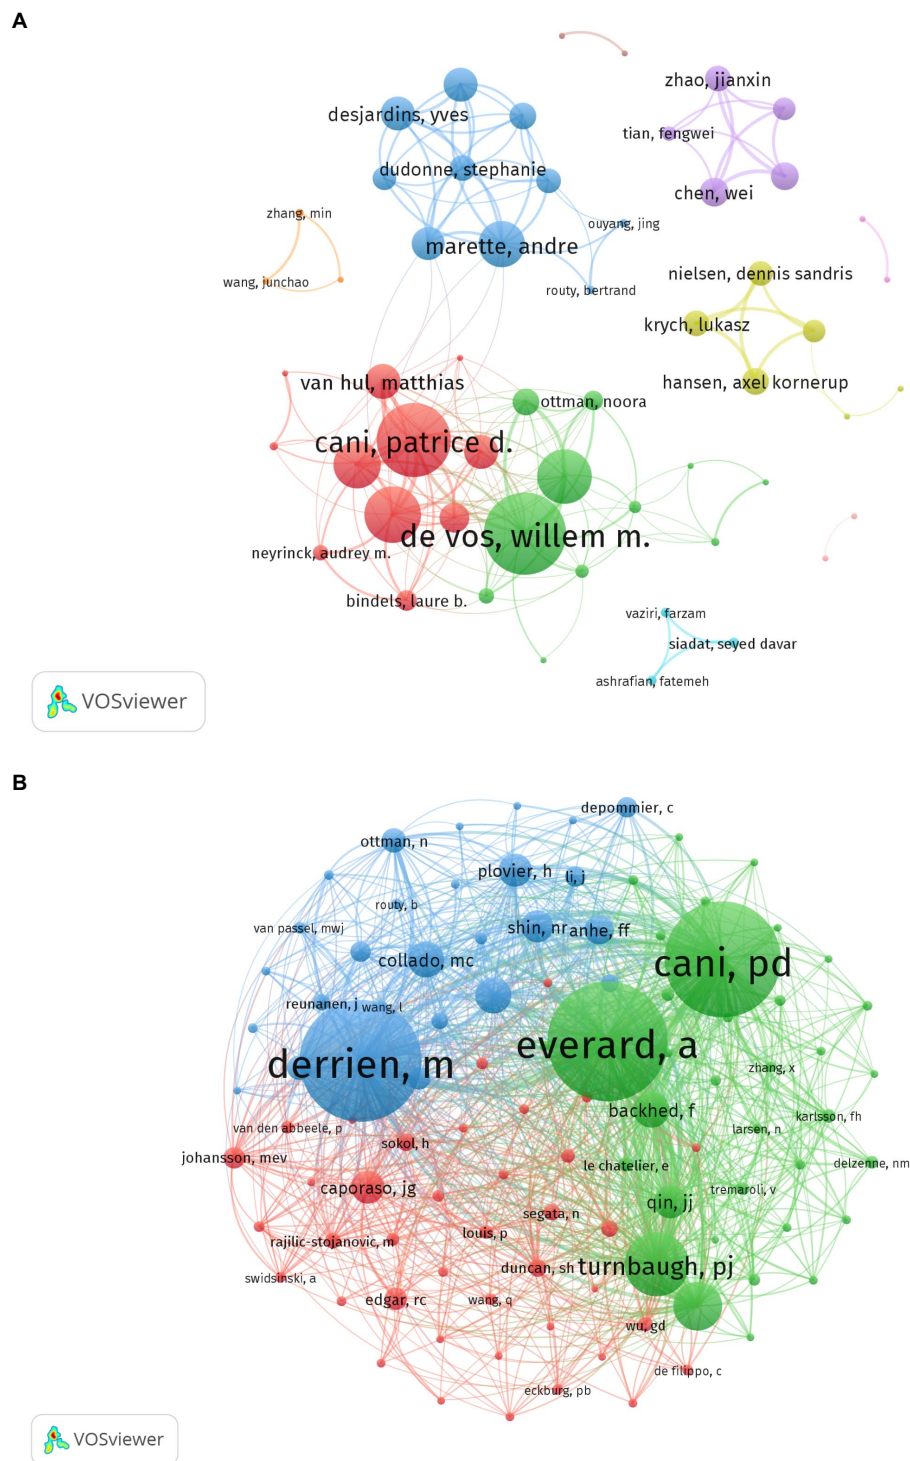 A
zhao, jianxin
desjardins, yves
tian, fengwei
dudonne, stephanie
chen, wei
zhang, min
ouyang, jing
marette, andre
nielsen, dennis sandris
wang, junchao
routy, bertrand
krych, lukasz
van hul, matthias
hansen, axel kornerup
ottman, noora
cani, patrice d.
de vos, willem m.
neyrinck, audrey m.
bindels, laure b.
vaziri, farzam
siadat, seyed davar
ashrafian, fatemeh
VOSviewer
B
depommier, c
ottman, n
plovier, h
li, j
routy, b
van passel, mwj
shin, nr
anhe, ff
collado, mc
cani, pd
reunanen, j
wang, l
everard, a
derrien, m
zhang, x
backhed, f
karlsson, fh
van den abbeele, p
larsen, n
sokol, h
johansson, mev
le chatelier, e
delzenne, nm
caporaso, jg
tremaroli, v
qin, jj
segata, n
louis, p
rajilic-stojanovic, m
duncan, sh
turnbaugh, pj
swidsinski, a
edgar, rc
wang, q
wu, gd
de filippo, c
eckburg, pb
VOSviewer